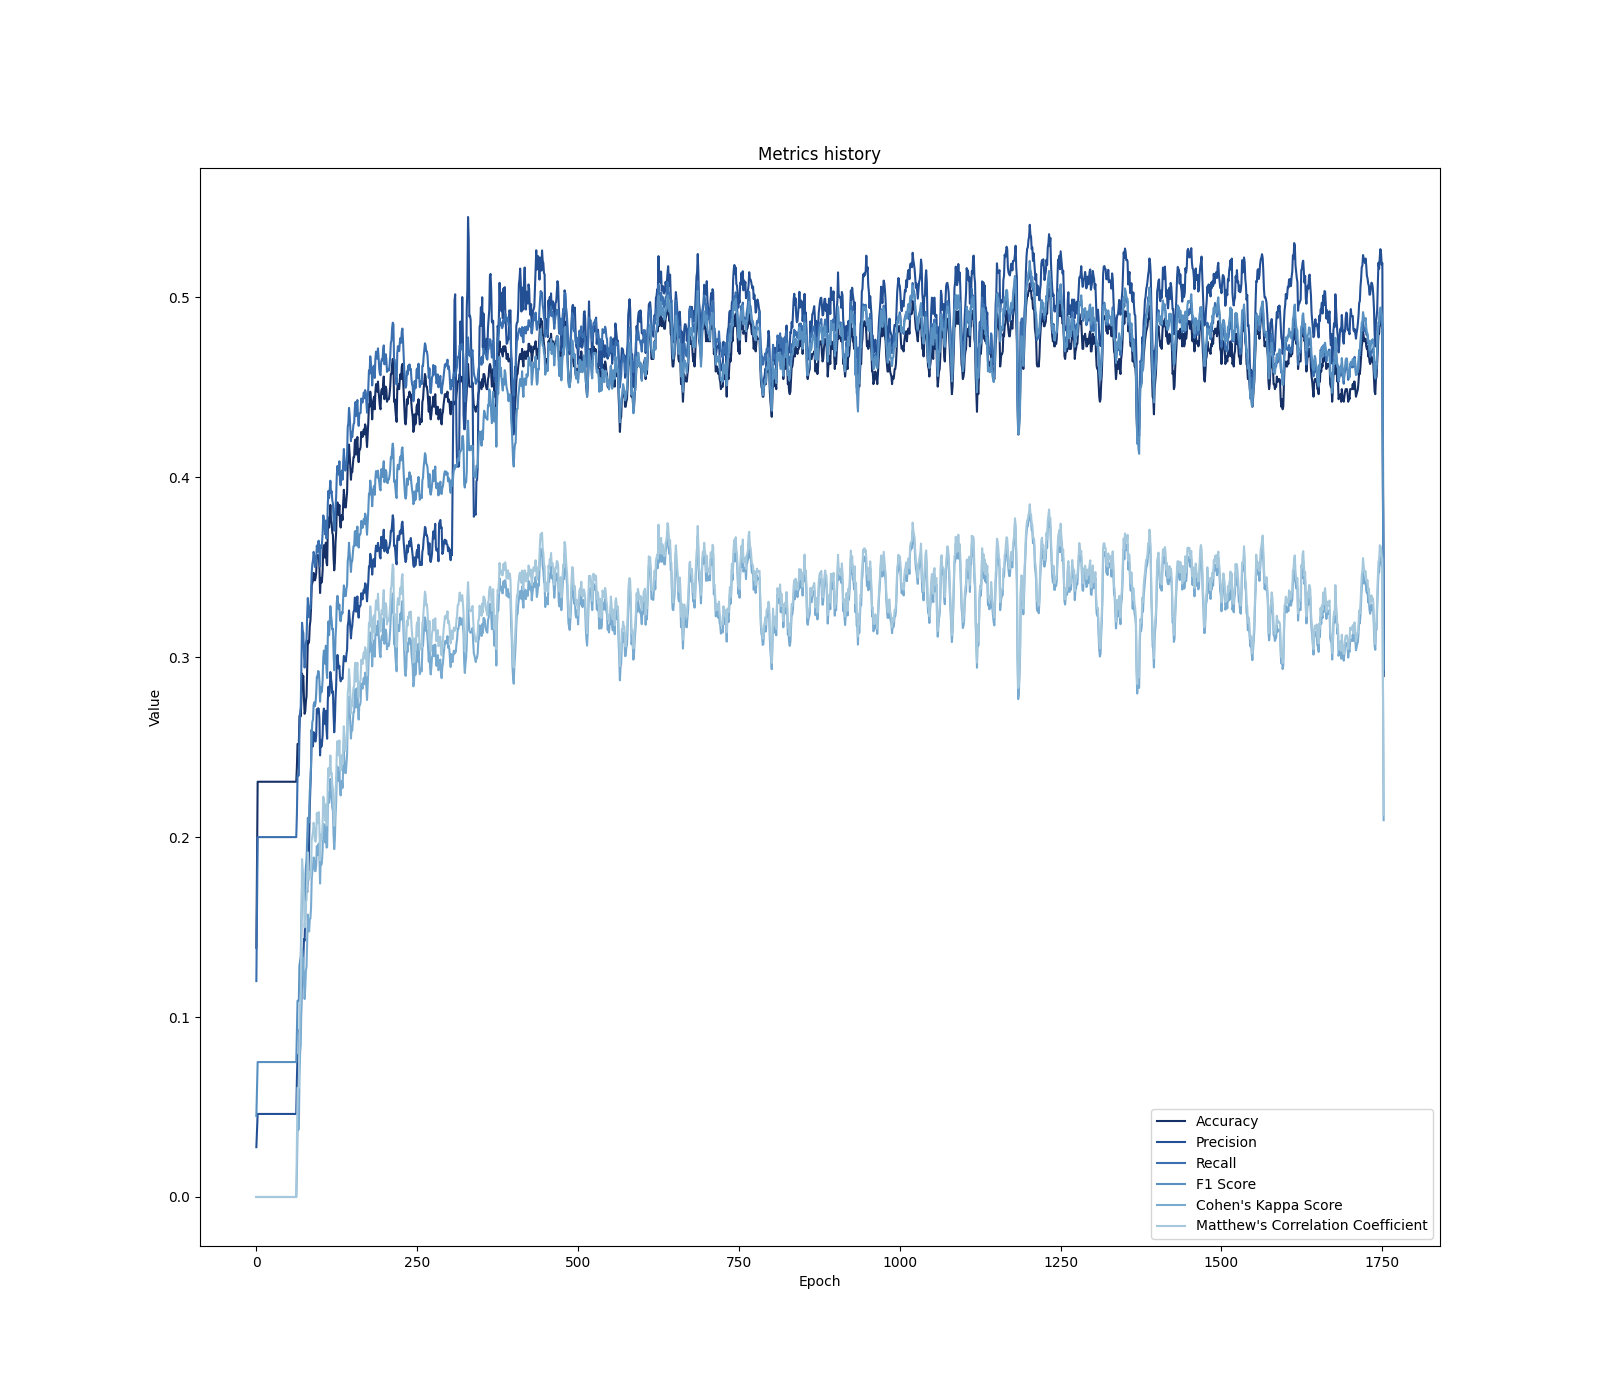 Metrics history
Value
0.5
0.4
0.3
0.2
0.1
0.0
0
250
500
750
1000
1250
1500
1750
Epoch
Accuracy
Precision
Recall
F1 Score
Cohen's Kappa Score
Matthew's Correlation Coefficient